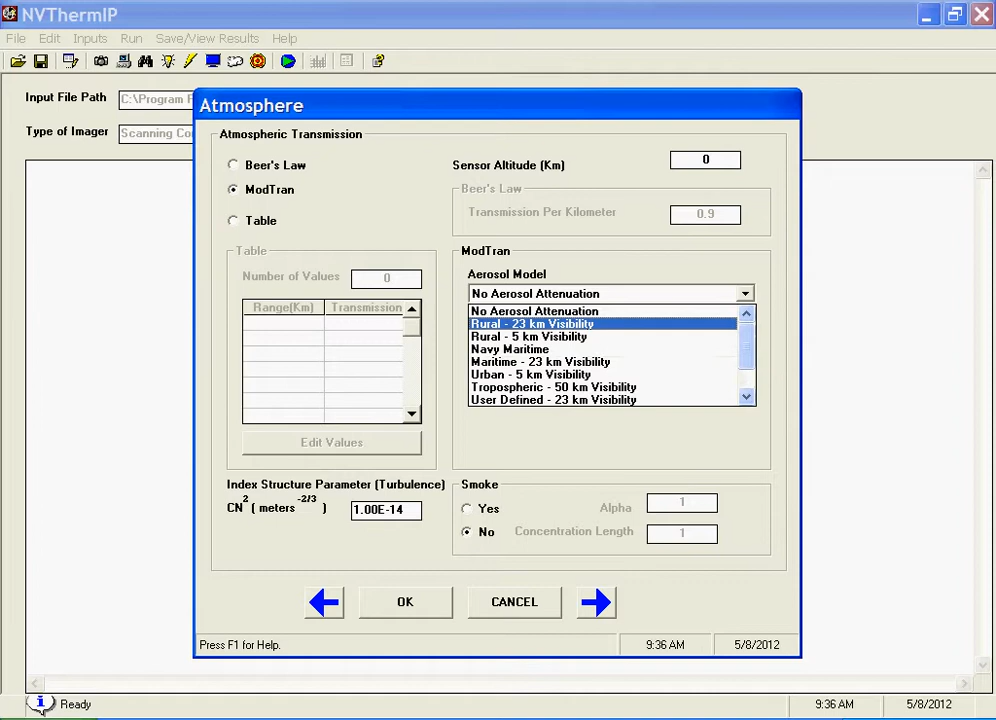 NVThermIP
File Edit Inputs Run Save/View Results Help
Input File Path C:\Program F
Type of Imager Scanning Co
Atmosphere
Atmospheric Transmission
Beer's Law
ModTran
Table
Sensor Altitude (Km) 0
Beer's Law
Transmission Per Kilometer 0.9
Table
Number of Values 0
Range(Km) Transmission
Edit Values
ModTran
Aerosol Model
No Aerosol Attenuation
No Aerosol Attenuation
Rural - 23 km Visibility
Rural - 5 km Visibility
Navy Maritime
Maritime - 23 km Visibility
Urban - 5 km Visibility
Tropospheric - 50 km Visibility
User Defined - 23 km Visibility
Index Structure Parameter (Turbulence)
CN2 ( meters -2/3 ) 1.00E-14
Smoke
Yes Alpha 1
No Concentration Length 1
OK CANCEL
Press F1 for Help. 9:36 AM 5/8/2012
Ready 9:36 AM 5/8/2012